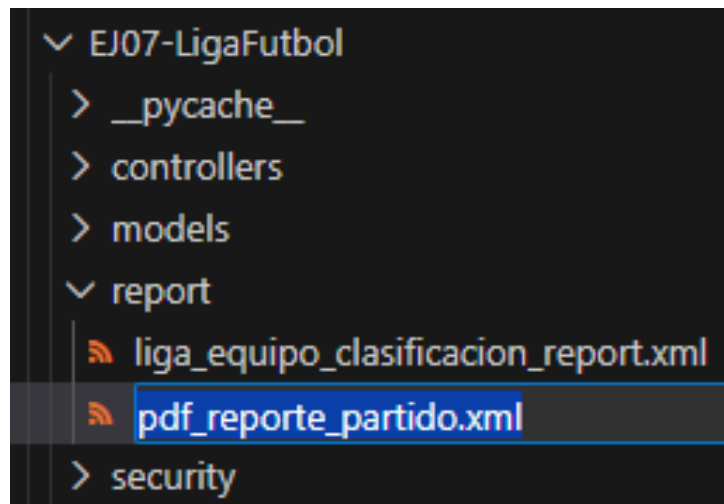 EJ07-LigaFutbol
__pycache__
controllers
models
report
liga_equipo_clasificacion_report.xml
pdf_reporte_partido.xml
security